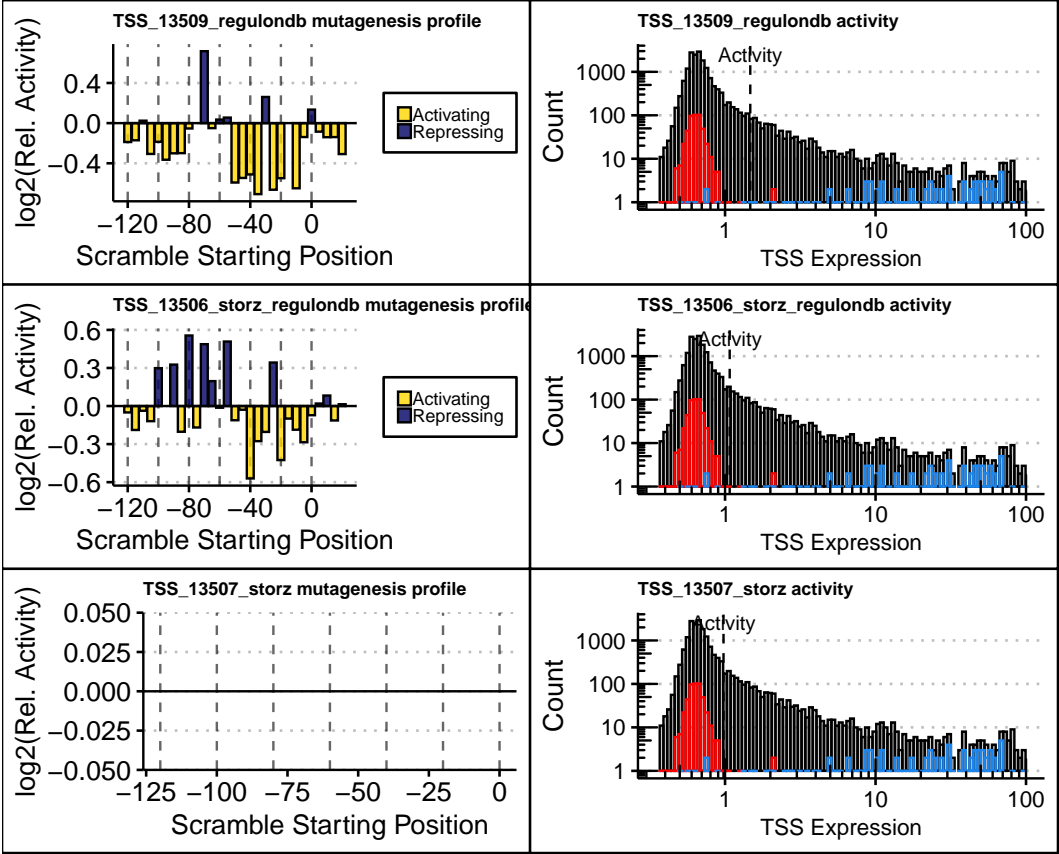 TSS_13509_regulondb mutagenesis profile
log2(Rel. Activity)
0.4
0.0
−0.4
−120 −80 −40 0
Scramble Starting Position
Activating
Repressing
TSS_13509_regulondb activity
Activity
Count
1000
100
10
1
1 10 100
TSS Expression
TSS_13506_storz_regulondb mutagenesis profile
log2(Rel. Activity)
0.6
0.3
0.0
−0.3
−0.6
−120 −80 −40 0
Scramble Starting Position
Activating
Repressing
TSS_13506_storz_regulondb activity
Activity
Count
1000
100
10
1
1 10 100
TSS Expression
TSS_13507_storz mutagenesis profile
log2(Rel. Activity)
0.050
0.025
0.000
−0.025
−0.050
−125 −100 −75 −50 −25 0
Scramble Starting Position
TSS_13507_storz activity
Activity
Count
1000
100
10
1
1 10 100
TSS Expression